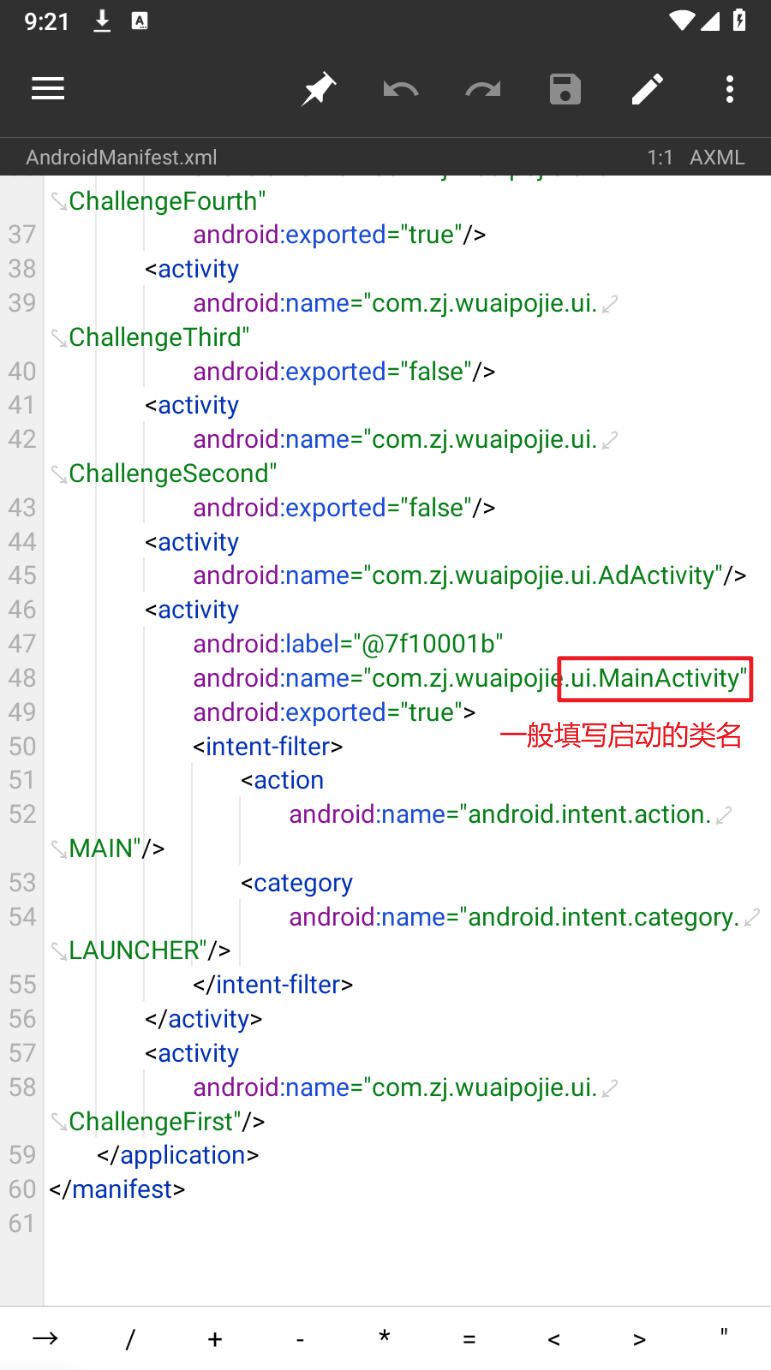 9:21
A
AndroidManifest.xml 1:1 AXML
ChallengeFourth"
37 android:exported="true"/>
38 <activity
39 android:name="com.zj.wuaipojie.ui.
ChallengeThird"
40 android:exported="false"/>
41 <activity
42 android:name="com.zj.wuaipojie.ui.
ChallengeSecond"
43 android:exported="false"/>
44 <activity
45 android:name="com.zj.wuaipojie.ui.AdActivity"/>
46 <activity
47 android:label="@7f10001b"
48 android:name="com.zj.wuaipojie.ui.MainActivity"
49 android:exported="true">
一般填写启动的类名
50 <intent-filter>
51 <action
52 android:name="android.intent.action.
MAIN"/>
53 <category
54 android:name="android.intent.category.
LAUNCHER"/>
55 </intent-filter>
56 </activity>
57 <activity
58 android:name="com.zj.wuaipojie.ui.
ChallengeFirst"/>
59 </application>
60 </manifest>
61
→ / + - * = < > "